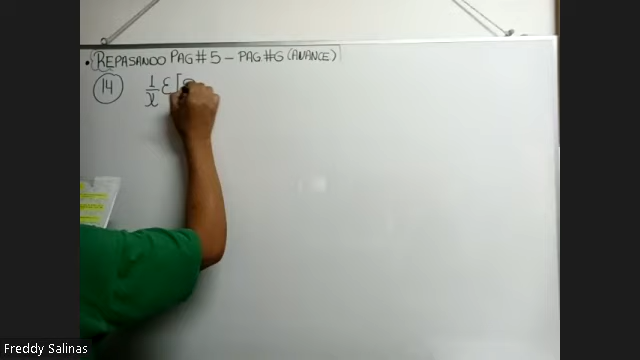 • REPASANDO PAG # 5 - PAG. # 6 (AVANCE)
14 1/x ε [
Freddy Salinas